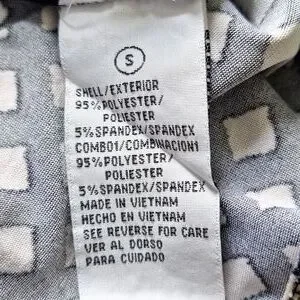 S
SHELL/EXTERIOR
95%POLYESTER/
POLIESTER
5%SPANDEX/SPANDEX
COMBO1/COMBINACION1
95%POLYESTER/
POLIESTER
5%SPANDEX/SPANDEX
MADE IN VIETNAM
HECHO EN VIETNAM
SEE REVERSE FOR CARE
VER AL DORSO
PARA CUIDADO